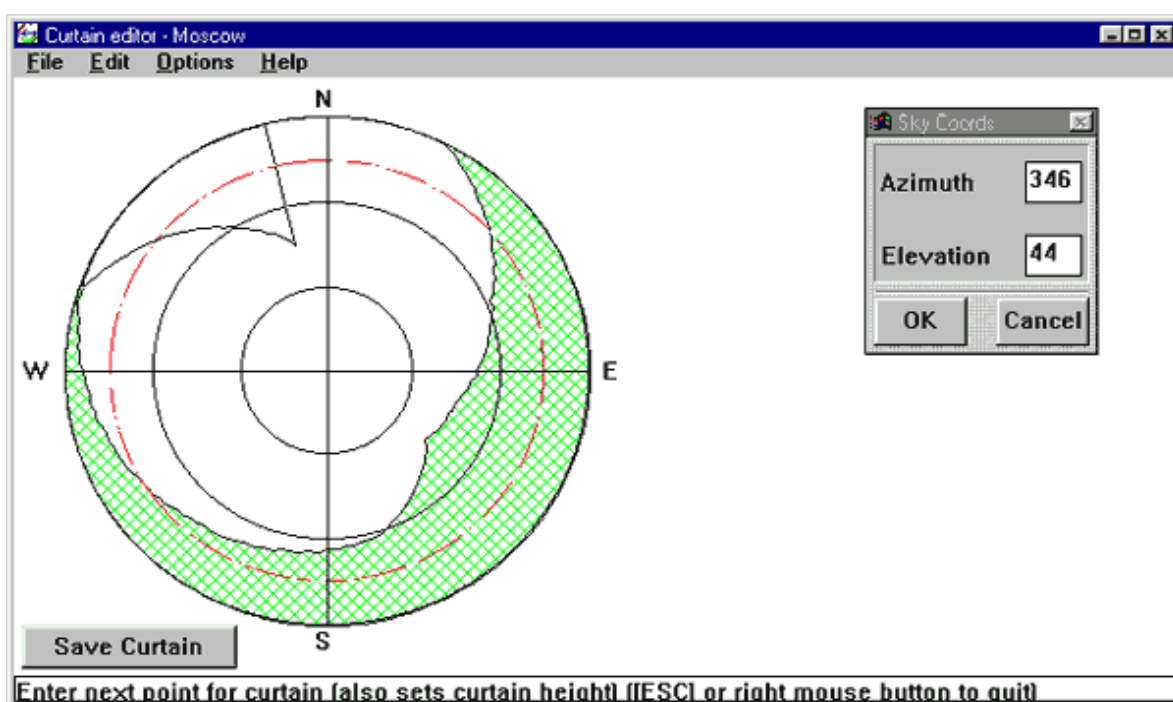 Curtain editor - Moscow
File Edit Options Help
N
Sky Coords
Azimuth 346
Elevation 44
OK Cancel
W E
S
Save Curtain
Enter next point for curtain (also sets curtain height) ([ESC] or right mouse button to quit)